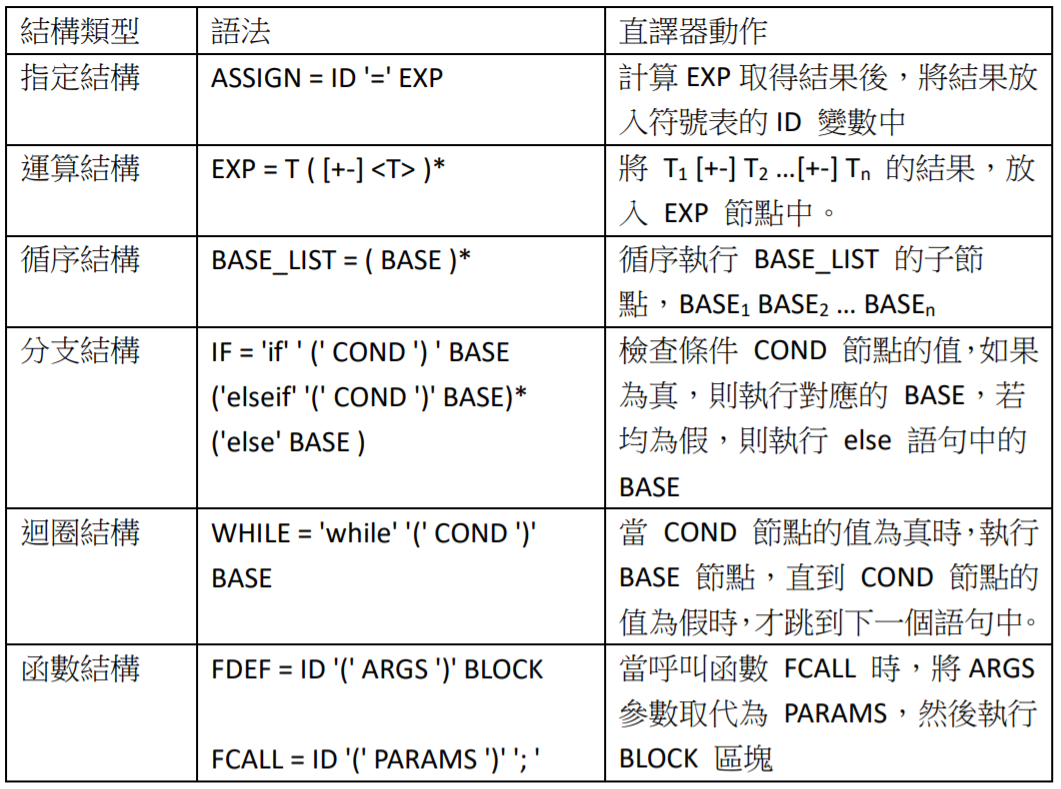 結構類型 語法 直譯器動作
指定結構 ASSIGN = ID '=' EXP 計算 EXP 取得結果後，將結果放
入符號表的 ID 變數中
運算結構 EXP = T ( [+-] <T> )* 將 T1 [+-] T2 …[+-] Tn 的結果，放
入 EXP 節點中。
循序結構 BASE_LIST = ( BASE )* 循序執行 BASE_LIST 的子節
點，BASE1 BASE2 … BASEn
分支結構 IF = 'if' ' (' COND ') ' BASE 檢查條件 COND 節點的值，如果
('elseif' '(' COND ')' BASE)* 為真，則執行對應的 BASE，若
('else' BASE ) 均為假，則執行 else 語句中的
BASE
迴圈結構 WHILE = 'while' '(' COND ')' 當 COND 節點的值為真時，執行
BASE BASE 節點，直到 COND 節點的
值為假時，才跳到下一個語句中。
函數結構 FDEF = ID '(' ARGS ')' BLOCK 當呼叫函數 FCALL 時，將 ARGS
參數取代為 PARAMS，然後執行
FCALL = ID '(' PARAMS ')' '; ' BLOCK 區塊